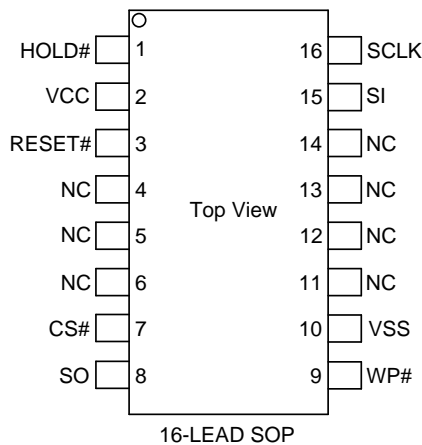 HOLD# 1 16 SCLK
VCC 2 15 SI
RESET# 3 14 NC
NC 4 13 NC
Top View
NC 5 12 NC
NC 6 11 NC
CS# 7 10 VSS
SO 8 9 WP#
16-LEAD SOP